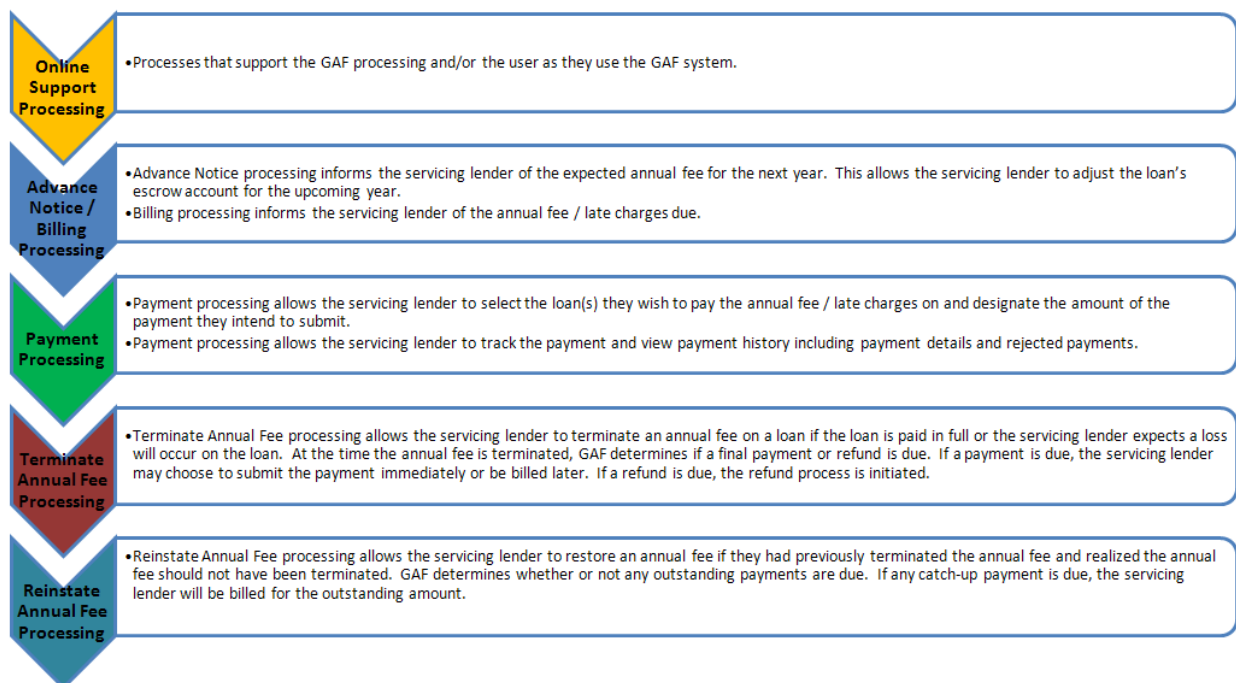 Online
Support
Processing
•Processes that support the GAF processing and/or the user as they use the GAF system.
Advance
Notice /
Billing
Processing
•Advance Notice processing informs the servicing lender of the expected annual fee for the next year.  This allows the servicing lender to adjust the loan's
escrow account for the upcoming year.
•Billing processing informs the servicing lender of the annual fee / late charges due.
Payment
Processing
•Payment processing allows the servicing lender to select the loan(s) they wish to pay the annual fee / late charges on and designate the amount of the
payment they intend to submit.
•Payment processing allows the servicing lender to track the payment and view payment history including payment details and rejected payments.
Terminate
Annual Fee
Processing
•Terminate Annual Fee processing allows the servicing lender to terminate an annual fee on a loan if the loan is paid in full or the servicing lender expects a loss
will occur on the loan.  At the time the annual fee is terminated, GAF determines if a final payment or refund is due.  If a payment is due, the servicing lender
may choose to submit the payment immediately or be billed later.  If a refund is due, the refund process is initiated.
Reinstate
Annual Fee
Processing
•Reinstate Annual Fee processing allows the servicing lender to restore an annual fee if they had previously terminated the annual fee and realized the annual
fee should not have been terminated.  GAF determines whether or not any outstanding payments are due.  If any catch-up payment is due, the servicing
lender will be billed for the outstanding amount.